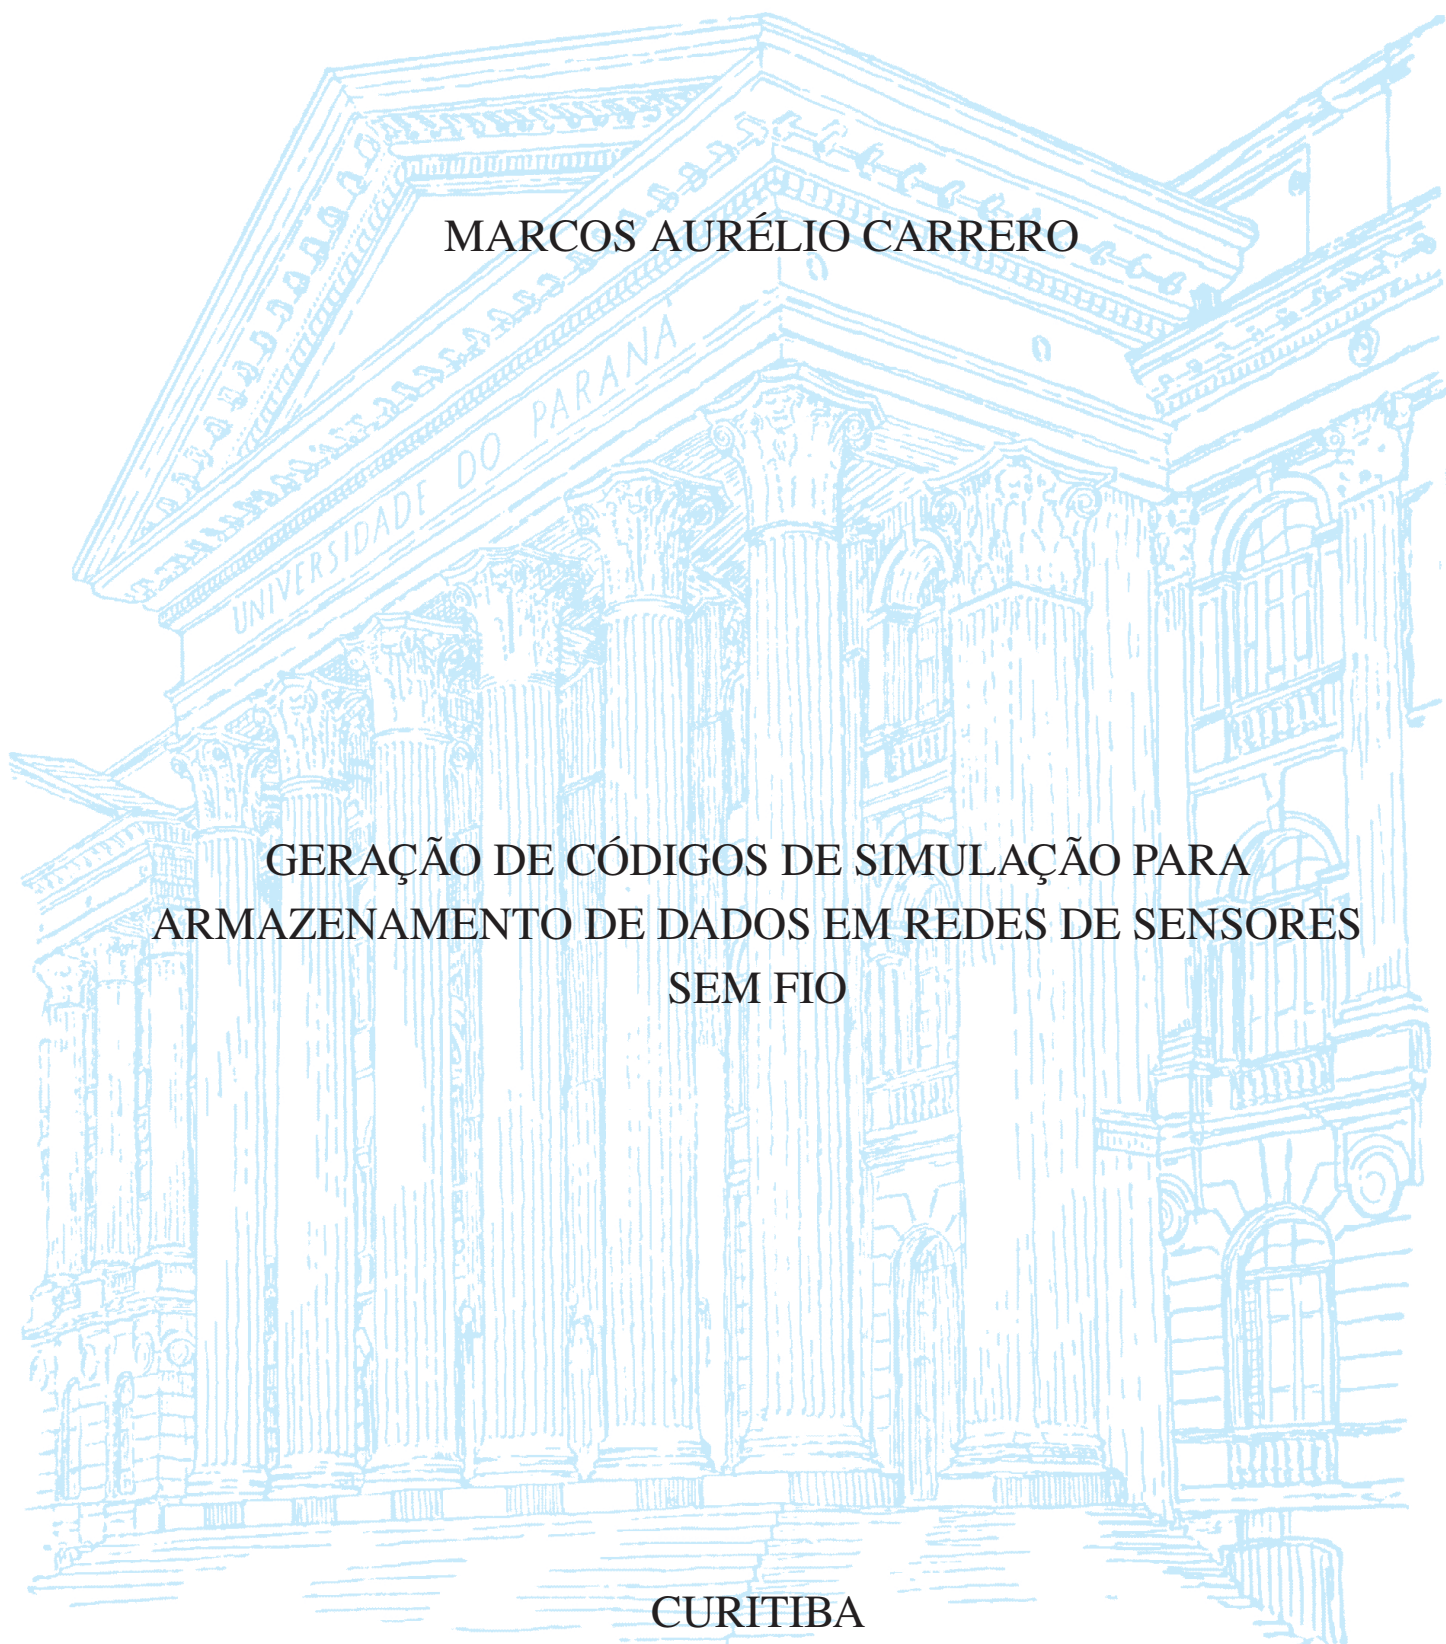 MARCOS AURÉLIO CARRERO
UNIVERSIDADE DO PARANÁ
GERAÇÃO DE CÓDIGOS DE SIMULAÇÃO PARA
ARMAZENAMENTO DE DADOS EM REDES DE SENSORES
SEM FIO
CURITIBA